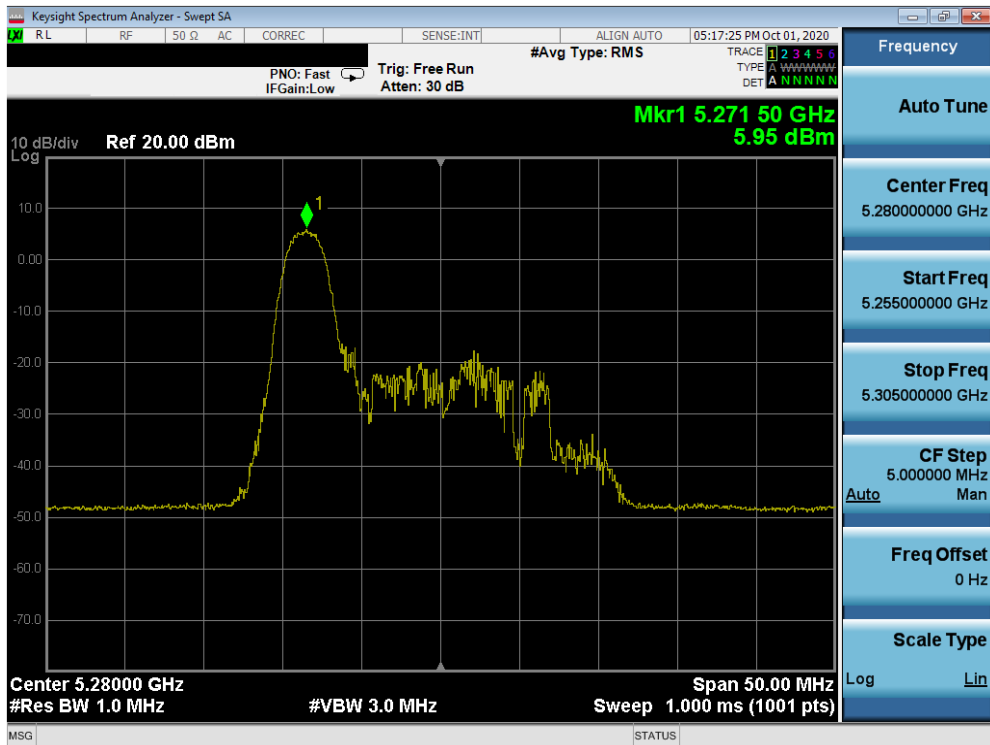 Keysight Spectrum Analyzer - Swept SA
LXI RL RF 50 Ω AC CORREC SENSE:INT ALIGN AUTO 05:17:25 PM Oct 01, 2020
#Avg Type: RMS TRACE 1 2 3 4 5 6
PNO: Fast Trig: Free Run TYPE A WWWWW
IFGain:Low Atten: 30 dB DET A N N N N N
Mkr1 5.271 50 GHz
5.95 dBm
10 dB/div Ref 20.00 dBm
Log
1
10.0
0.00
-10.0
-20.0
-30.0
-40.0
-50.0
-60.0
-70.0
Center 5.28000 GHz Span 50.00 MHz
#Res BW 1.0 MHz #VBW 3.0 MHz Sweep 1.000 ms (1001 pts)
MSG STATUS
Frequency
Auto Tune
Center Freq
5.280000000 GHz
Start Freq
5.255000000 GHz
Stop Freq
5.305000000 GHz
CF Step
5.000000 MHz
Auto Man
Freq Offset
0 Hz
Scale Type
Log Lin